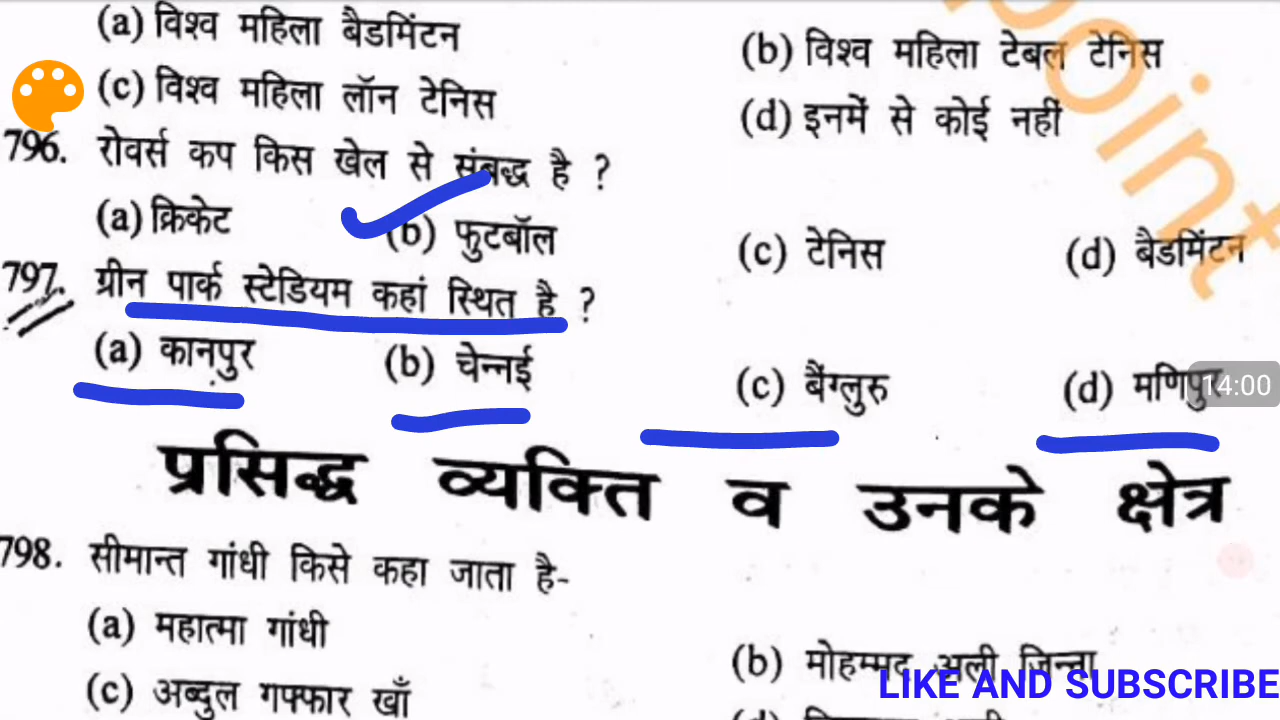 (a) विश्व महिला बैडमिंटन (b) विश्व महिला टेबल टेनिस
(c) विश्व महिला लॉन टेनिस (d) इनमें से कोई नहीं
796. रोवर्स कप किस खेल से संबद्ध है ?
(a) क्रिकेट (b) फुटबॉल (c) टेनिस (d) बैडमिंटन
797. ग्रीन पार्क स्टेडियम कहां स्थित है ?
(a) कानपुर (b) चेन्नई (c) बैंग्लुरु (d) मणिपुर
14:00
प्रसिद्ध व्यक्ति व उनके क्षेत्र
798. सीमान्त गांधी किसे कहा जाता है-
(a) महात्मा गांधी (b) मोहम्मद अली जिन्ना
(c) अब्दुल गफ्फार खाँ (d)
LIKE AND SUBSCRIBE
point